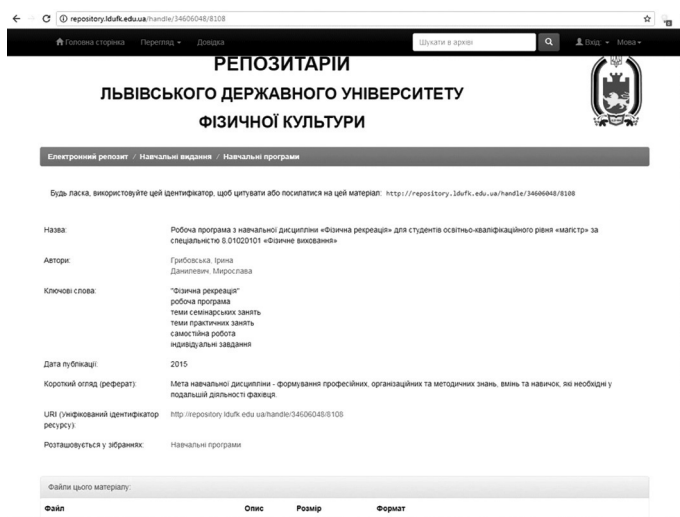 repository.ldufk.edu.ua/handle/34606048/8108
Головна сторінка Перегляд Довідка Шукати в архіві Вхід: Мова
РЕПОЗИТАРІЙ
ЛЬВІВСЬКОГО ДЕРЖАВНОГО УНІВЕРСИТЕТУ
ФІЗИЧНОЇ КУЛЬТУРИ
Електронний репозит / Навчальні видання / Навчальні програми
Будь ласка, використовуйте цей ідентифікатор, щоб цитувати або посилатися на цей матеріал: http://repository.ldufk.edu.ua/handle/34606048/8108
Назва: Робоча програма з навчальної дисципліни «Фізична рекреація» для студентів освітньо-кваліфікаційного рівня «магістр» за
спеціальністю 8.01020101 «Фізичне виховання»
Автори: Грибовська, Ірина
Данилевич, Мирослава
Ключові слова: "Фізична рекреація"
робоча програма
теми семінарських занять
теми практичних занять
самостійна робота
індивідуальні завдання
Дата публікації: 2015
Короткий огляд (реферат): Мета навчальної дисципліни - формування професійних, організаційних та методичних знань, вмінь та навичок, які необхідні у
подальшій діяльності фахівця.
URI (Уніфікований ідентифікатор http://repository.ldufk.edu.ua/handle/34606048/8108
ресурсу):
Розташовується у зібраннях: Навчальні програми
Файли цього матеріалу:
Файл Опис Розмір Формат